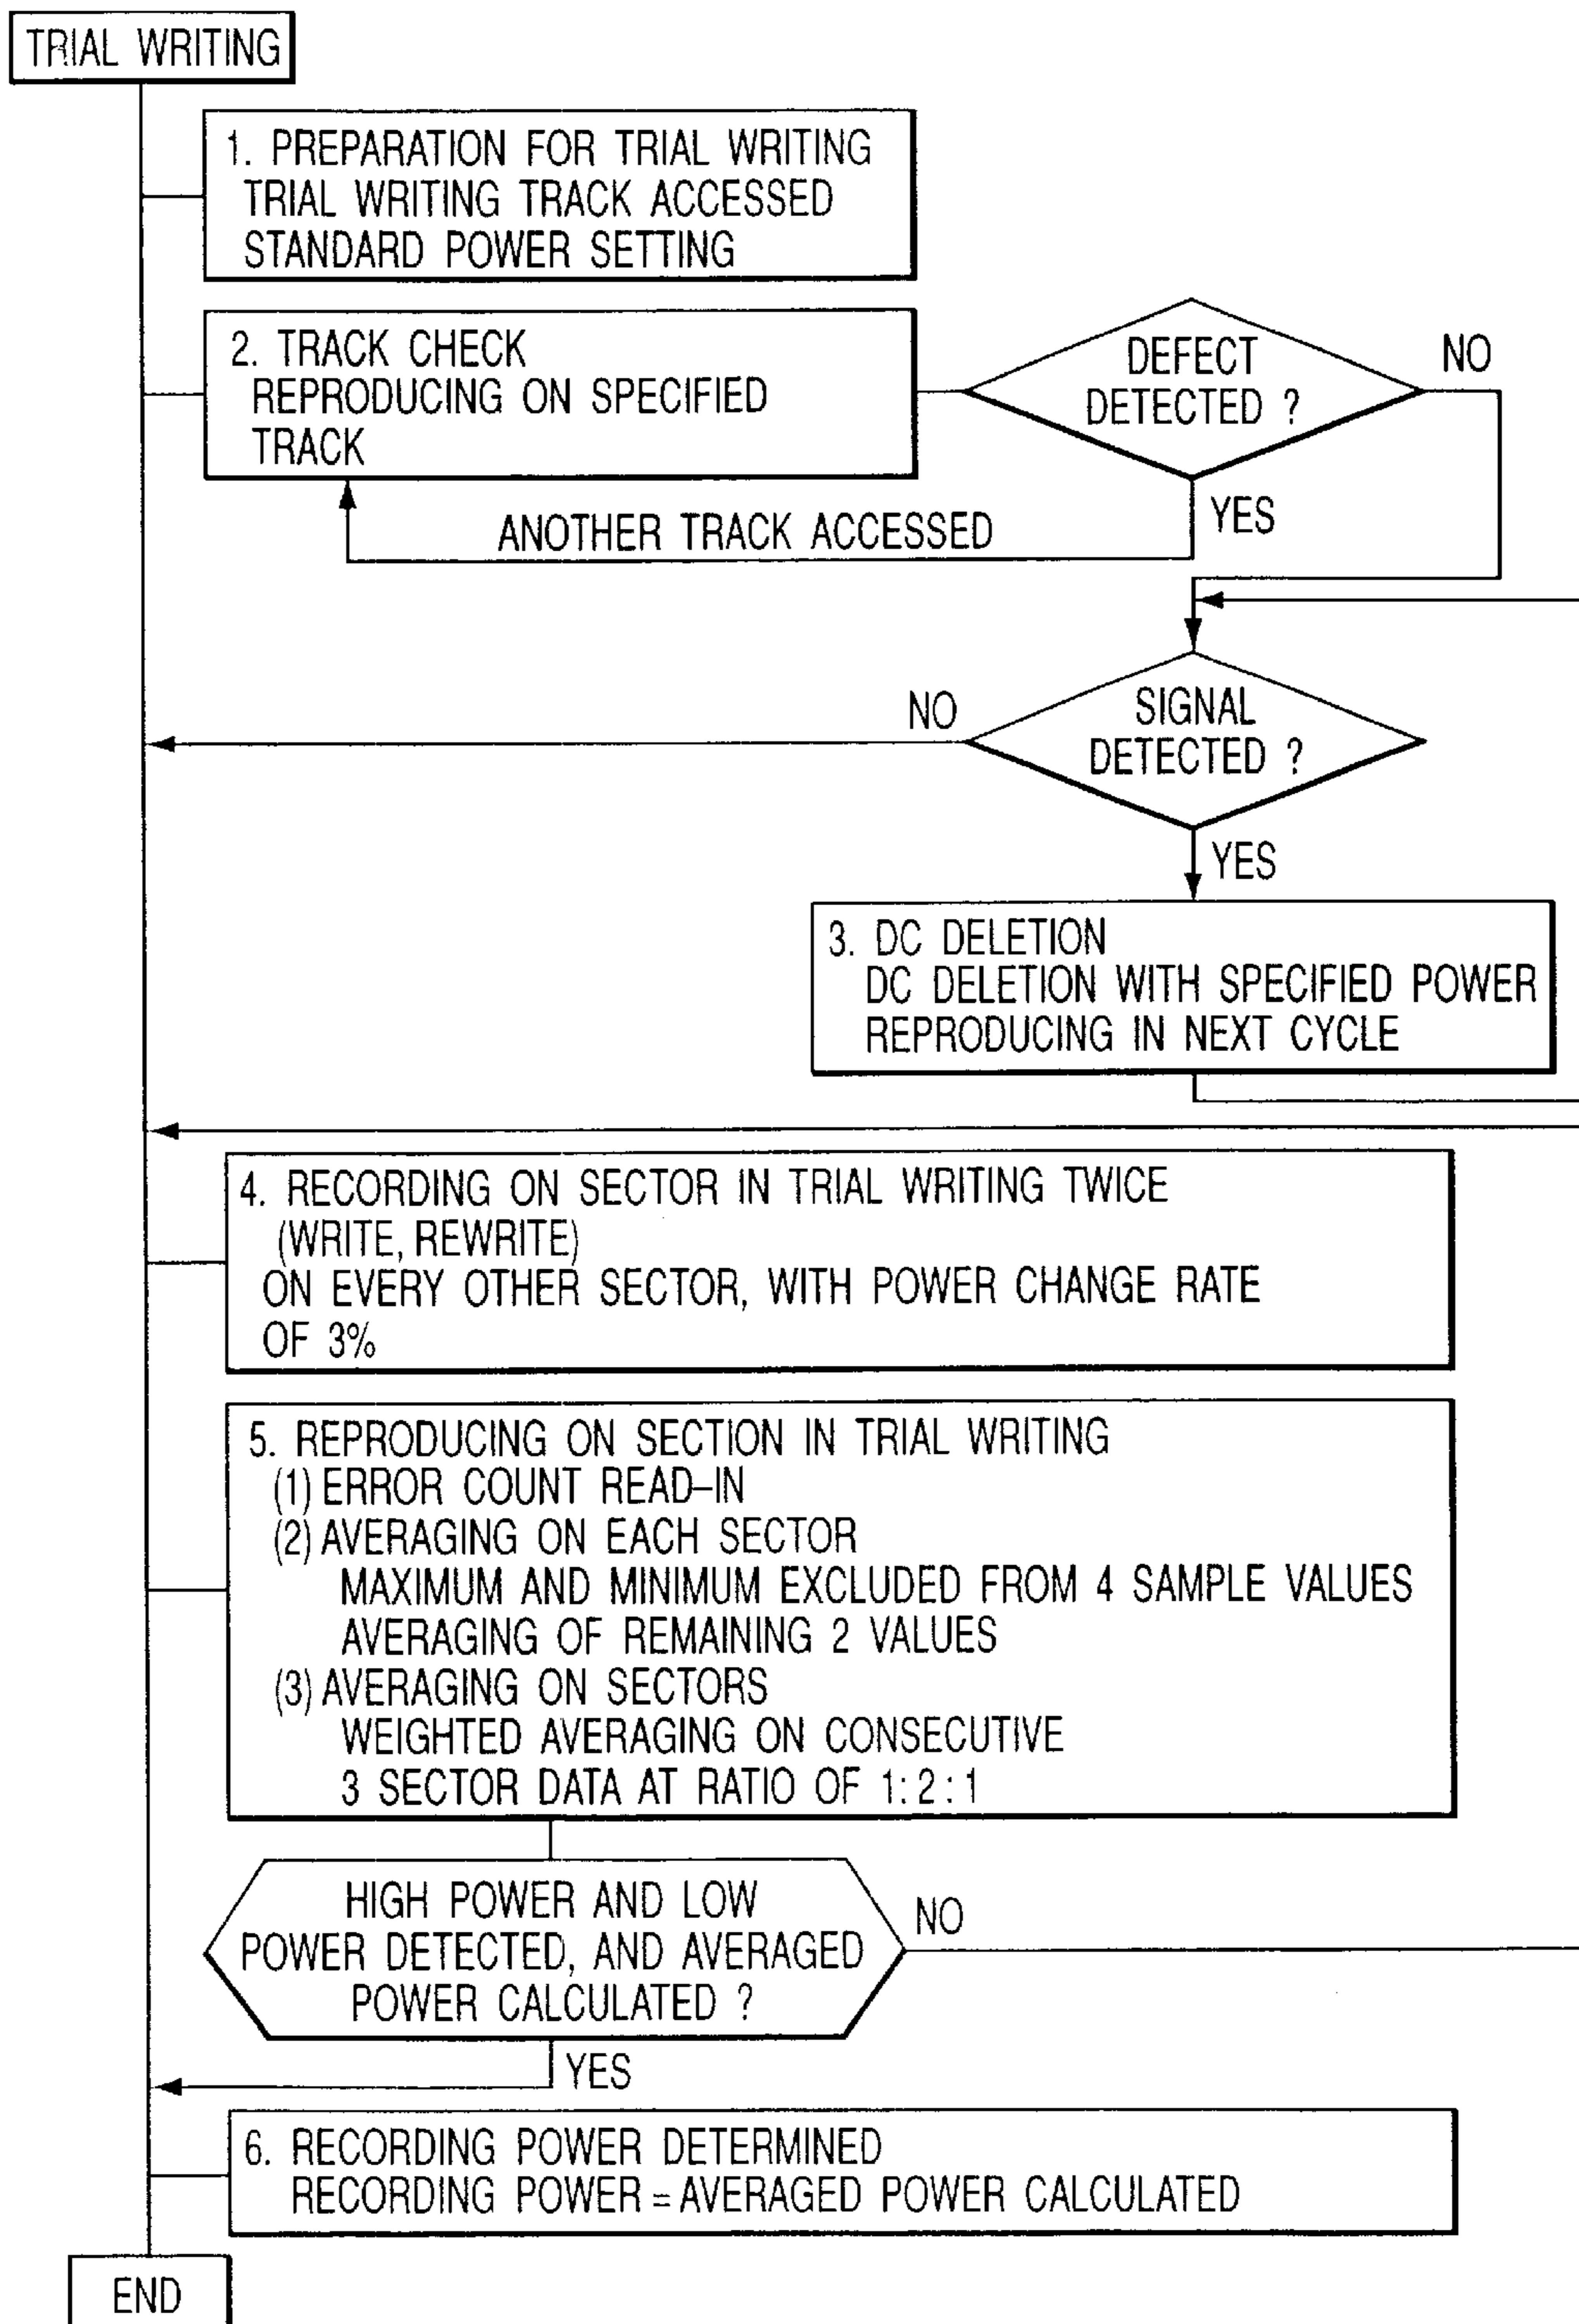 TRIAL WRITING
1. PREPARATION FOR TRIAL WRITING
TRIAL WRITING TRACK ACCESSED
STANDARD POWER SETTING
2. TRACK CHECK
REPRODUCING ON SPECIFIED
TRACK
DEFECT
DETECTED ?
NO
YES
ANOTHER TRACK ACCESSED
SIGNAL
DETECTED ?
NO
YES
3. DC DELETION
DC DELETION WITH SPECIFIED POWER
REPRODUCING IN NEXT CYCLE
4. RECORDING ON SECTOR IN TRIAL WRITING TWICE
(WRITE, REWRITE)
ON EVERY OTHER SECTOR, WITH POWER CHANGE RATE
OF 3%
5. REPRODUCING ON SECTION IN TRIAL WRITING
(1) ERROR COUNT READ-IN
(2) AVERAGING ON EACH SECTOR
MAXIMUM AND MINIMUM EXCLUDED FROM 4 SAMPLE VALUES
AVERAGING OF REMAINING 2 VALUES
(3) AVERAGING ON SECTORS
WEIGHTED AVERAGING ON CONSECUTIVE
3 SECTOR DATA AT RATIO OF 1:2:1
HIGH POWER AND LOW
POWER DETECTED, AND AVERAGED
POWER CALCULATED ?
NO
YES
6. RECORDING POWER DETERMINED
RECORDING POWER = AVERAGED POWER CALCULATED
END